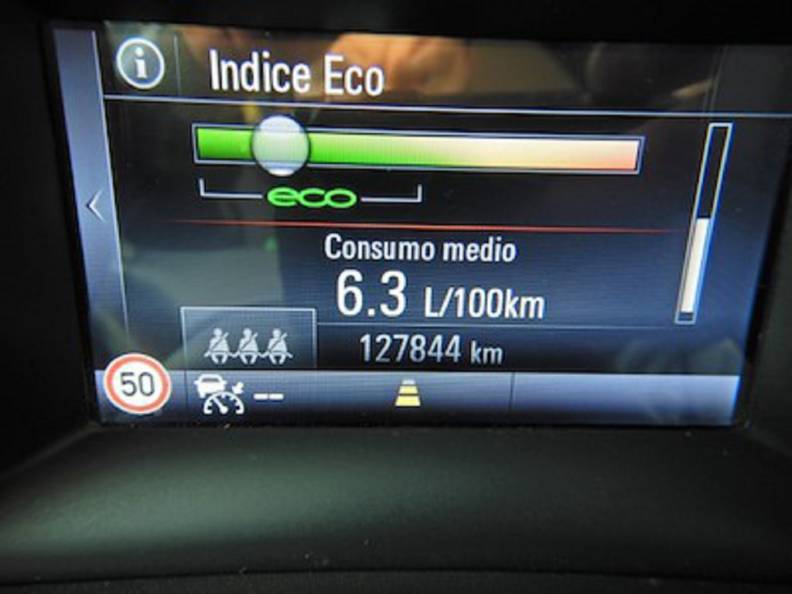 Indice Eco
eco
Consumo medio
6.3 L/100km
127844 km
50
--